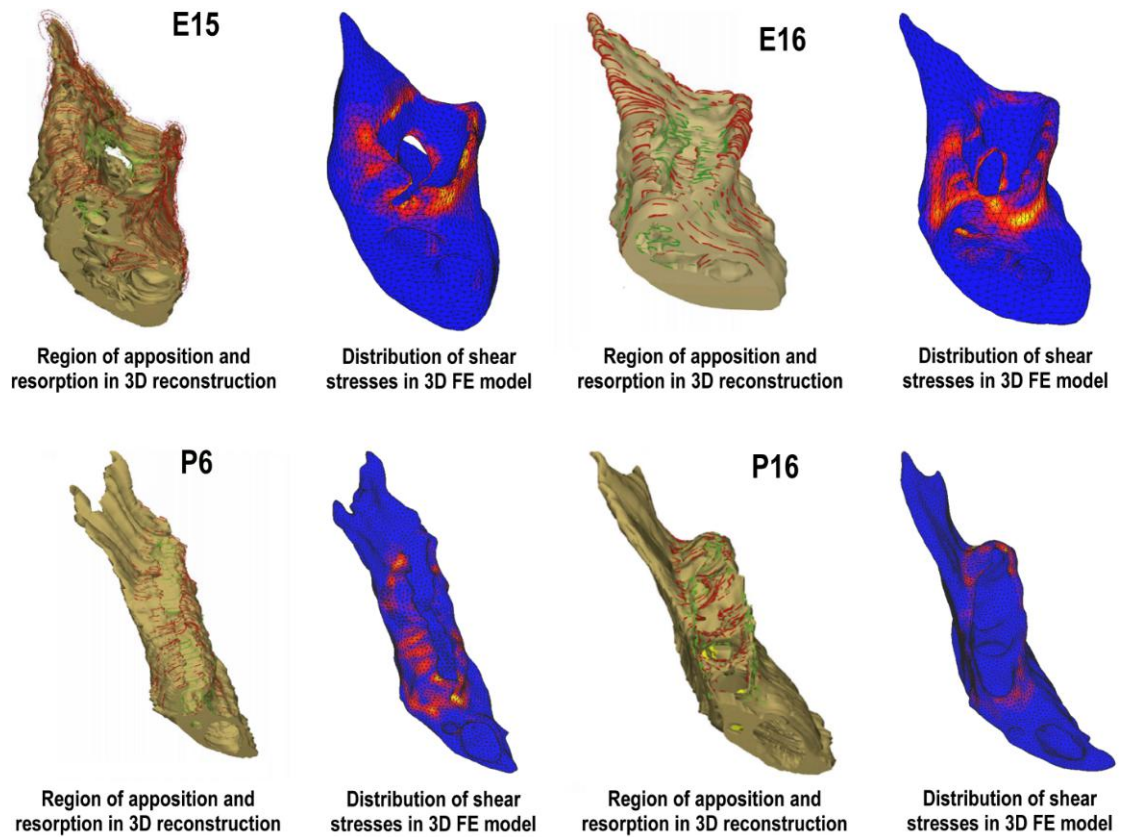 E15
E16
Region of apposition and
resorption in 3D reconstruction
Distribution of shear
stresses in 3D FE model
Region of apposition and
resorption in 3D reconstruction
Distribution of shear
stresses in 3D FE model
P6
P16
Region of apposition and
resorption in 3D reconstruction
Distribution of shear
stresses in 3D FE model
Region of apposition and
resorption in 3D reconstruction
Distribution of shear
stresses in 3D FE model